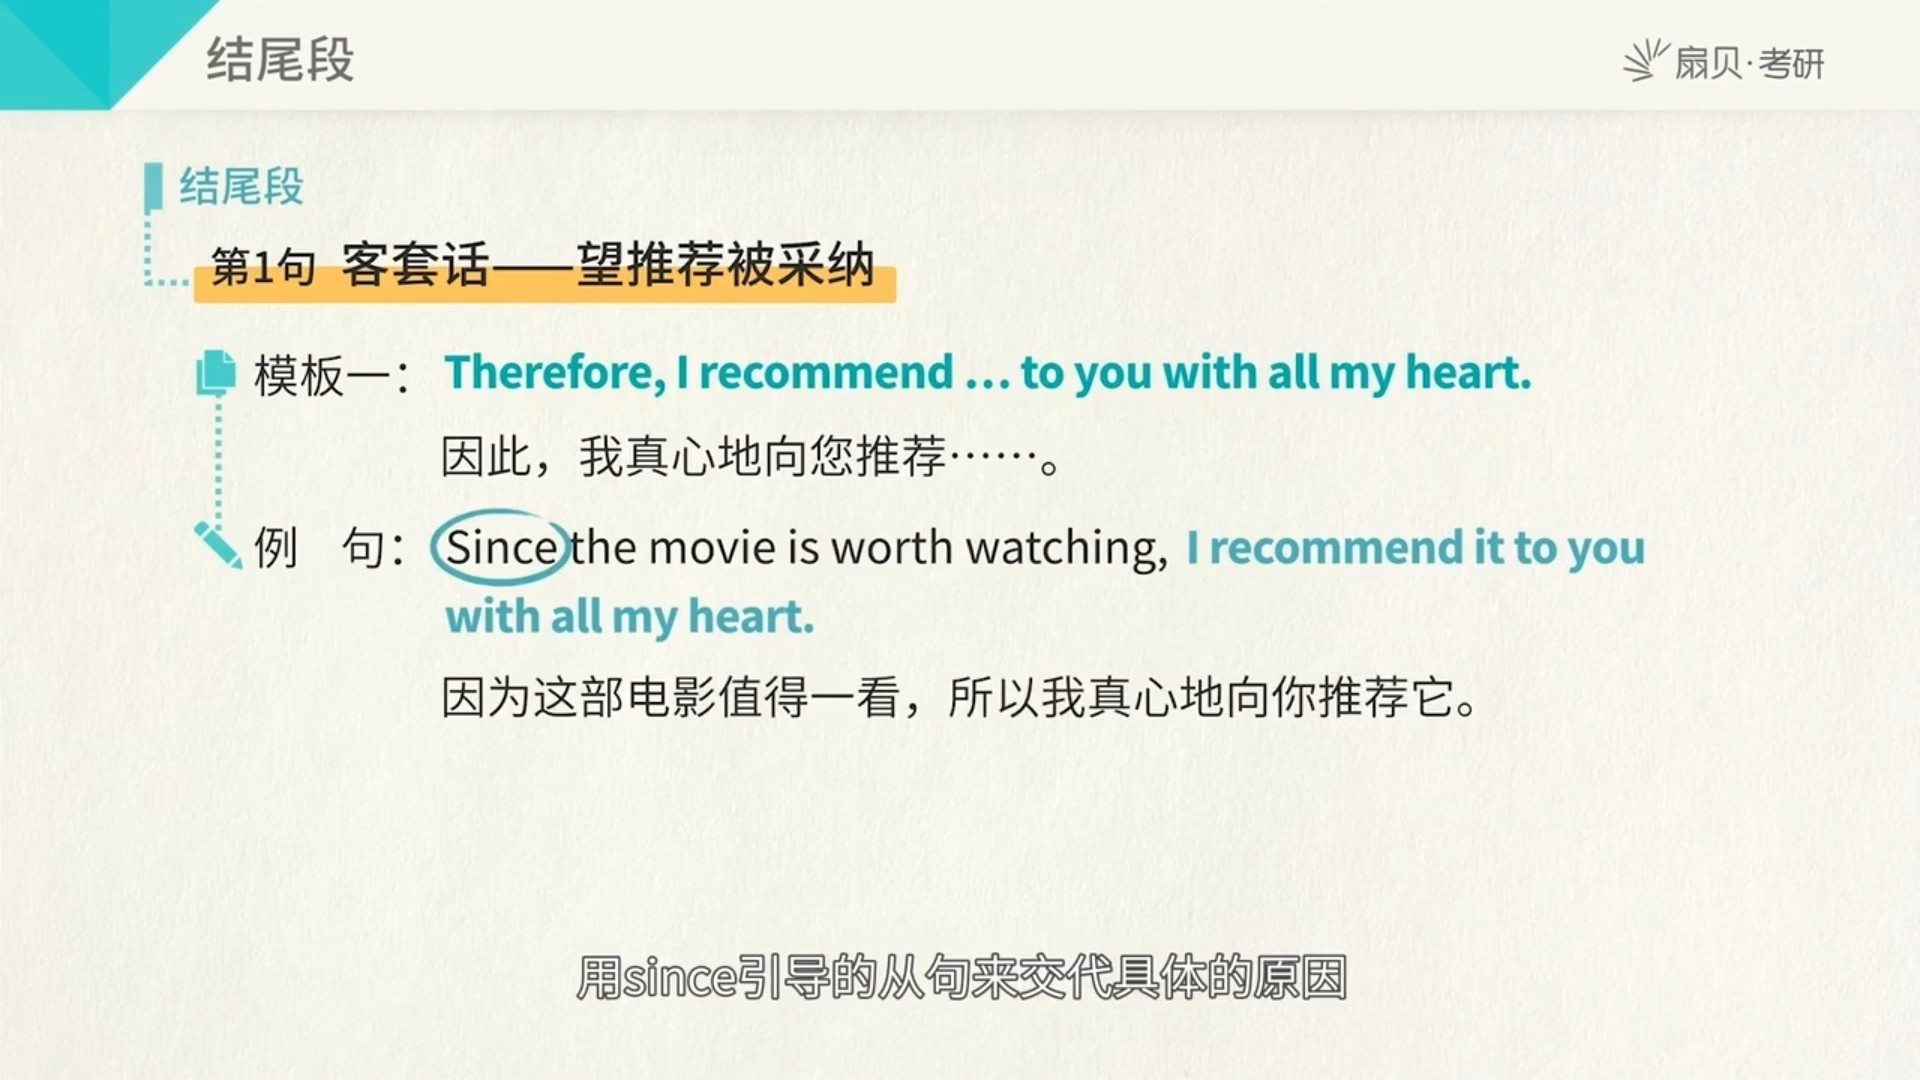 结尾段
扇贝·考研
结尾段
第1句 客套话——望推荐被采纳
模板一： Therefore, I recommend … to you with all my heart.
因此，我真心地向您推荐……。
例 句： Since the movie is worth watching, I recommend it to you
with all my heart.
因为这部电影值得一看，所以我真心地向你推荐它。
用since引导的从句来交代具体的原因